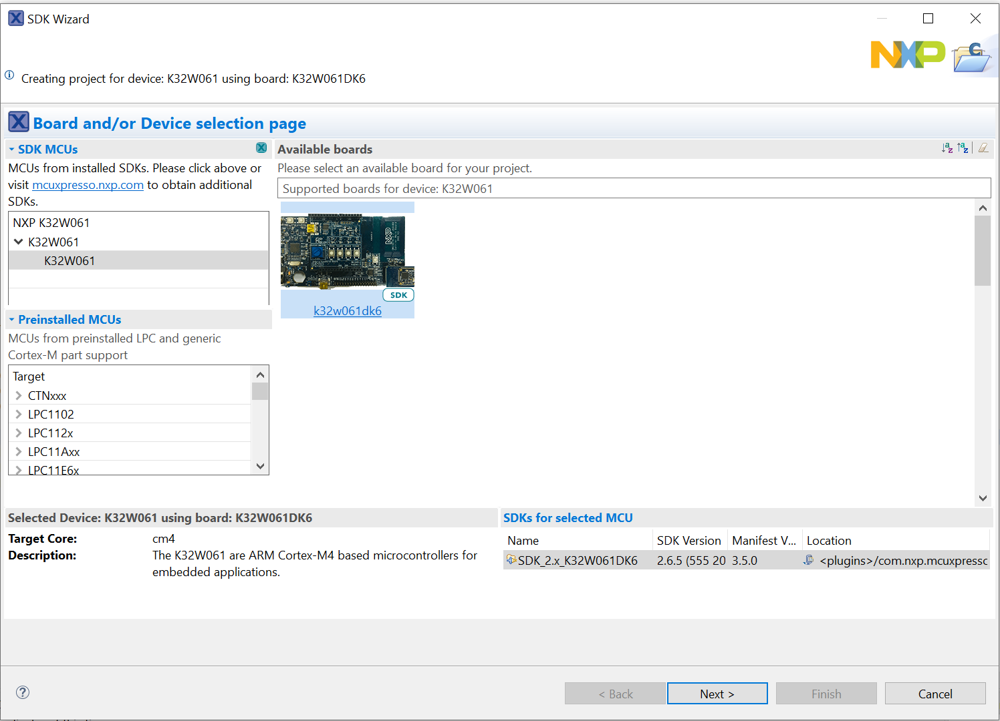 SDK Wizard
NXP
Creating project for device: K32W061 using board: K32W061DK6
Board and/or Device selection page
SDK MCUs
MCUs from installed SDKs. Please click above or
visit mcuxpresso.nxp.com to obtain additional
SDKs.
NXP K32W061
K32W061
K32W061
Preinstalled MCUs
MCUs from preinstalled LPC and generic
Cortex-M part support
Target
CTNxxx
LPC1102
LPC112x
LPC11Axx
LPC11E6x
Available boards
Please select an available board for your project.
Supported boards for device: K32W061
NXP
SDK
k32w061dk6
Selected Device: K32W061 using board: K32W061DK6
Target Core: cm4
Description: The K32W061 are ARM Cortex-M4 based microcontrollers for
embedded applications.
SDKs for selected MCU
Name SDK Version Manifest V... Location
SDK_2.x_K32W061DK6 2.6.5 (555 20 3.5.0 <plugins>/com.nxp.mcuxpresso
< Back Next > Finish Cancel